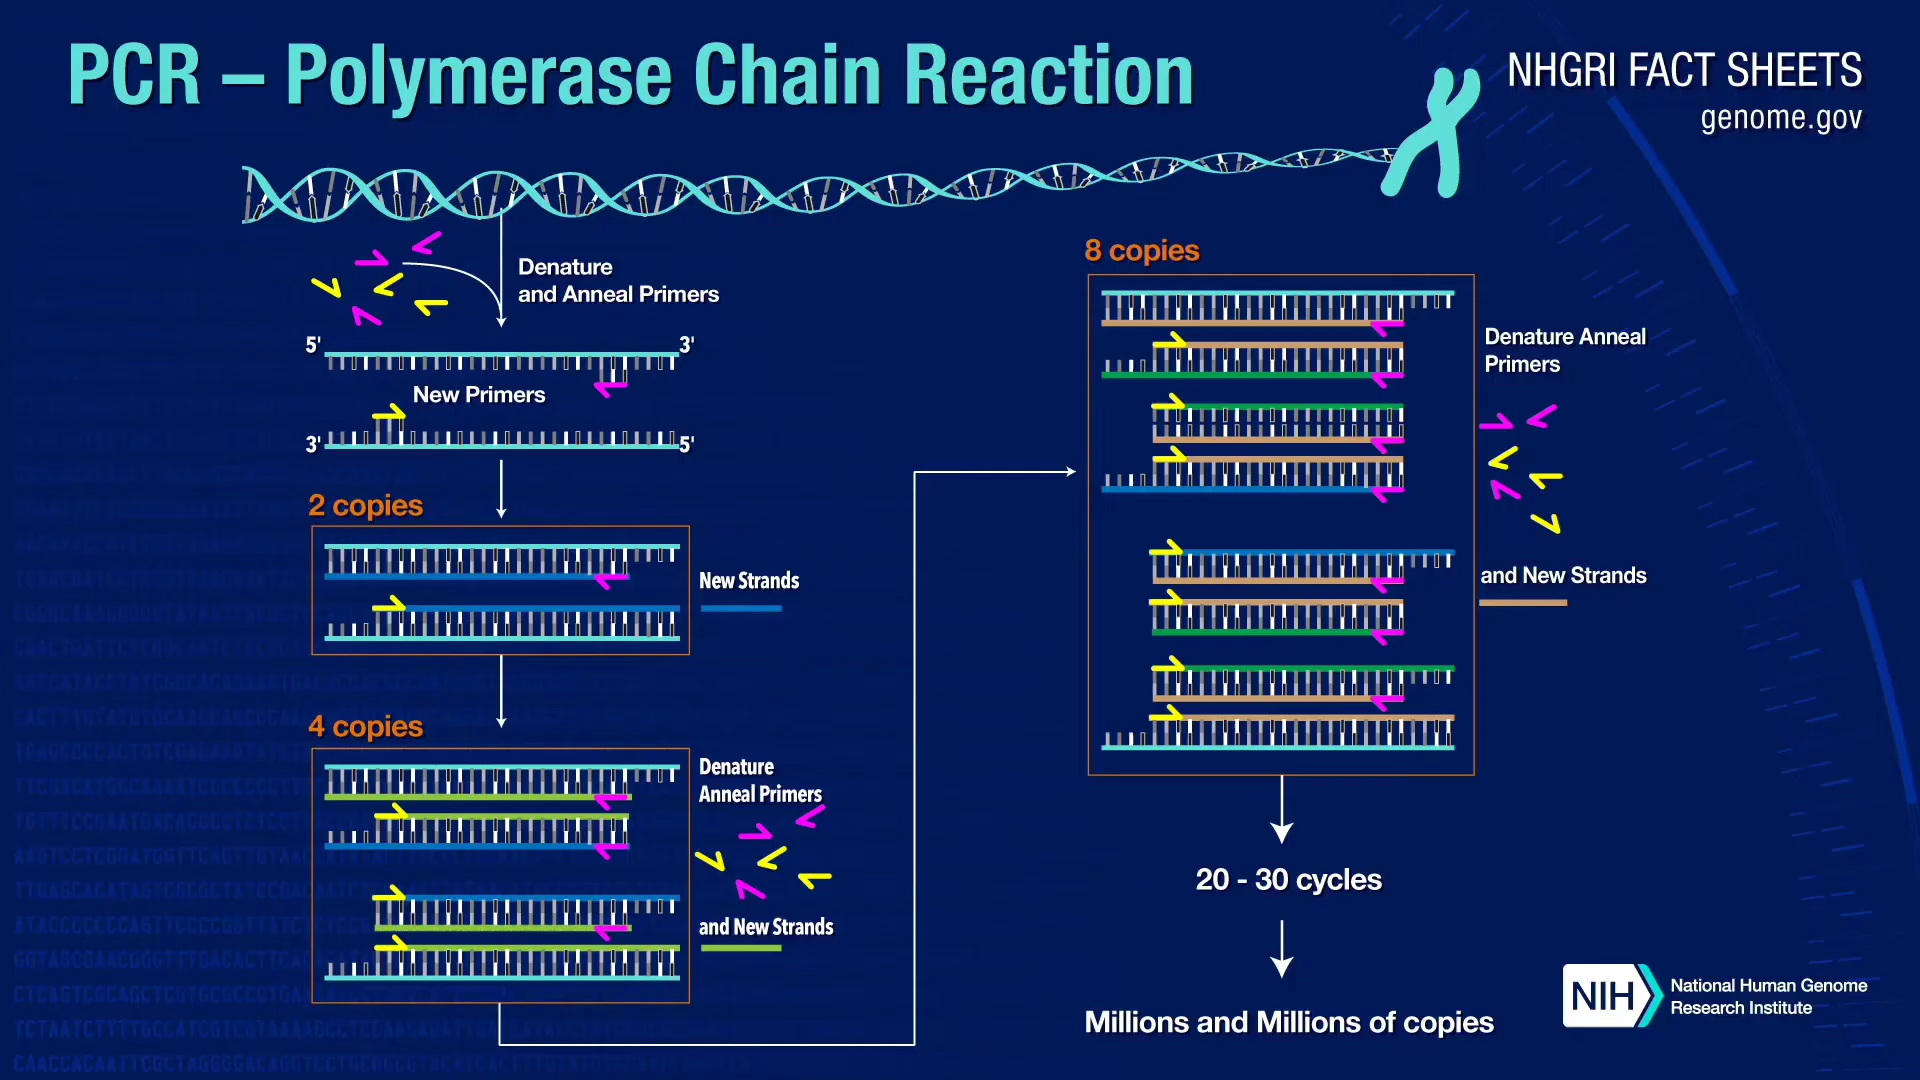 PCR – Polymerase Chain Reaction
NHGRI FACT SHEETS
genome.gov
Denature
and Anneal Primers
5'
3'
New Primers
3'
5'
2 copies
New Strands
4 copies
Denature
Anneal Primers
and New Strands
8 copies
Denature Anneal
Primers
and New Strands
20 - 30 cycles
Millions and Millions of copies
NIH
National Human Genome
Research Institute